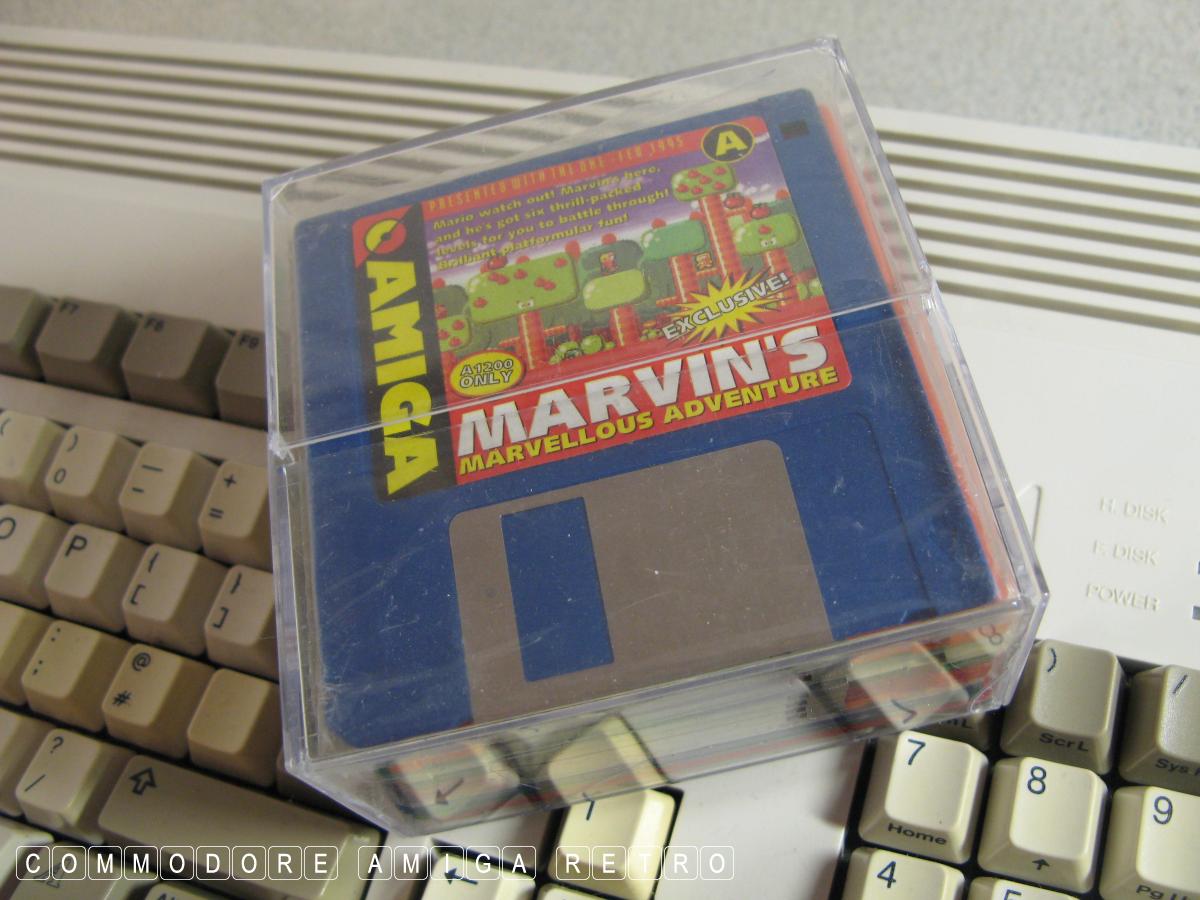 PRESENTED WITH THE ONE · FEB 1995
A
Mario watch out! Marvin's here,
and he's got six thrill-packed
levels for you to battle through!
Brilliant platformular fun!
AMIGA
EXCLUSIVE!
A1200
ONLY
MARVIN'S
MARVELLOUS ADVENTURE
H. DISK
F. DISK
POWER
F7
F8
F9
(
)
0
_
-
+
=
O
P
{
[
}
]
:
;
@
#
?
/
)
ScrL
/
7
Home
8
9
4
5
COMMODORE AMIGA RETRO